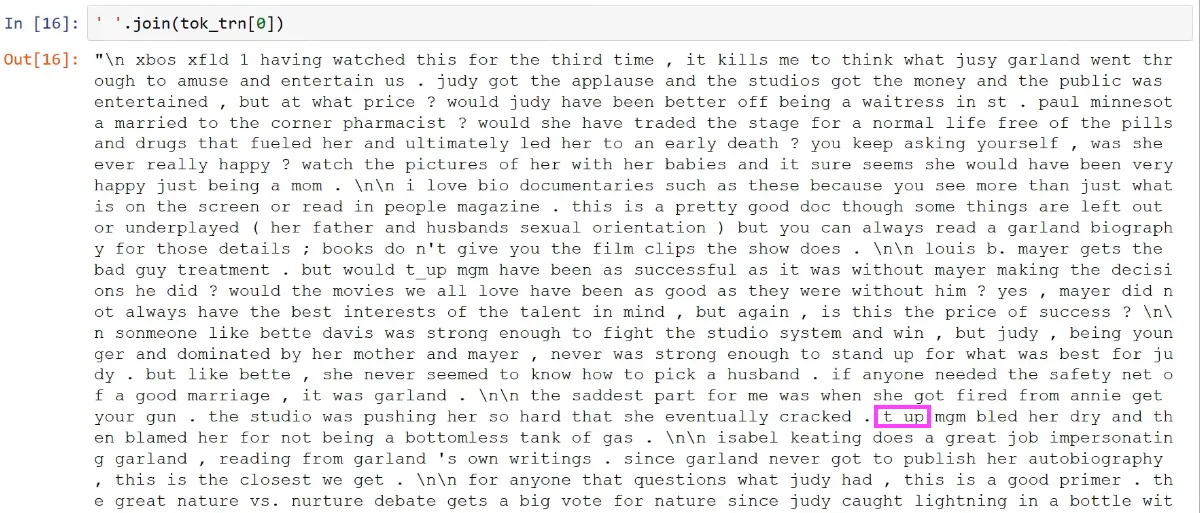 In [16]: ' '.join(tok_trn[0])
Out[16]: "\n xbos xfld 1 having watched this for the third time , it kills me to think what jusy garland went thr
ough to amuse and entertain us . judy got the applause and the studios got the money and the public was
entertained , but at what price ? would judy have been better off being a waitress in st . paul minnesot
a married to the corner pharmacist ? would she have traded the stage for a normal life free of the pills
and drugs that fueled her and ultimately led her to an early death ? you keep asking yourself , was she
ever really happy ? watch the pictures of her with her babies and it sure seems she would have been very
happy just being a mom . \n\n i love bio documentaries such as these because you see more than just what
is on the screen or read in people magazine . this is a pretty good doc though some things are left out
or underplayed ( her father and husbands sexual orientation ) but you can always read a garland biograph
y for those details ; books do n't give you the film clips the show does . \n\n louis b. mayer gets the
bad guy treatment . but would t_up mgm have been as successful as it was without mayer making the decisi
ons he did ? would the movies we all love have been as good as they were without him ? yes , mayer did n
ot always have the best interests of the talent in mind , but again , is this the price of success ? \n\
n sonmeone like bette davis was strong enough to fight the studio system and win , but judy , being youn
ger and dominated by her mother and mayer , never was strong enough to stand up for what was best for ju
dy . but like bette , she never seemed to know how to pick a husband . if anyone needed the safety net o
f a good marriage , it was garland . \n\n the saddest part for me was when she got fired from annie get
your gun . the studio was pushing her so hard that she eventually cracked . t_up mgm bled her dry and th
en blamed her for not being a bottomless tank of gas . \n\n isabel keating does a great job impersonatin
g garland , reading from garland 's own writings . since garland never got to publish her autobiography
, this is the closest we get . \n\n for anyone that questions what judy had , this is a good primer . th
e great nature vs. nurture debate gets a big vote for nature since judy caught lightning in a bottle wit